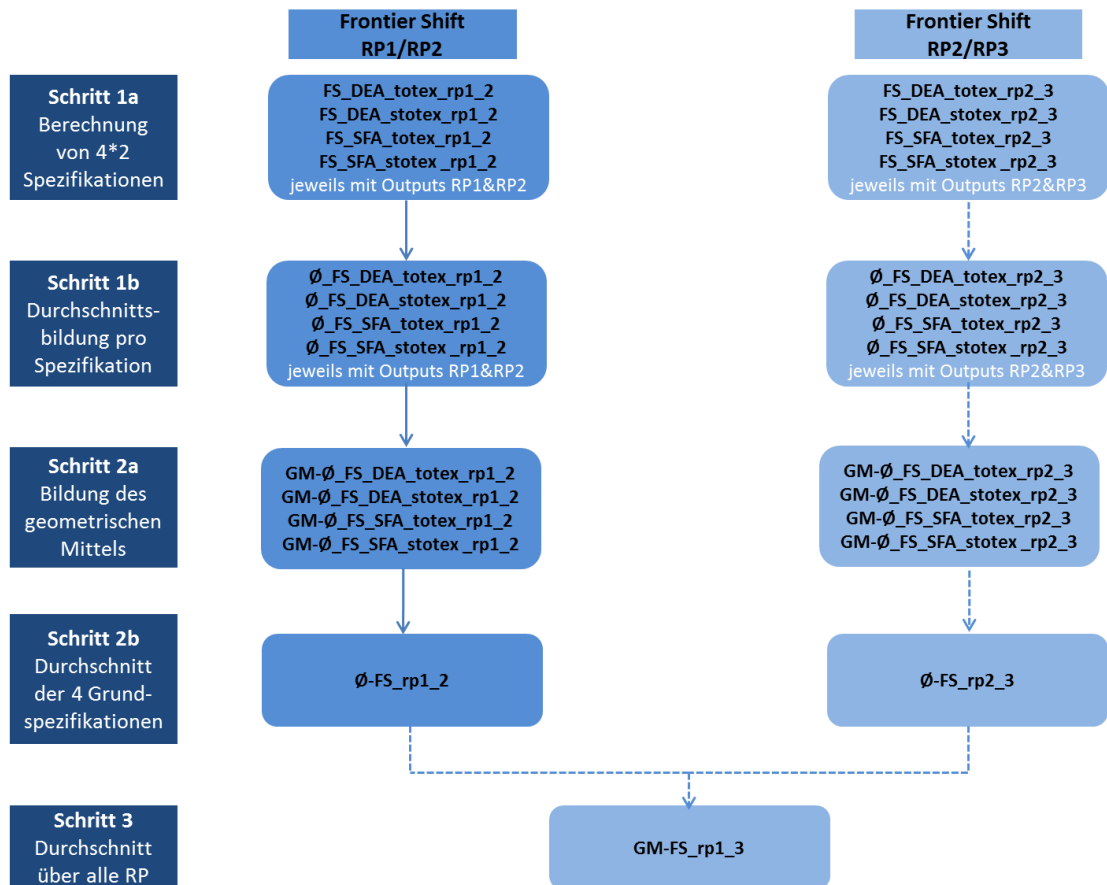 Frontier Shift
RP1/RP2
Frontier Shift
RP2/RP3
Schritt 1a
Berechnung
von 4*2
Spezifikationen
FS_DEA_totex_rp1_2
FS_DEA_stotex_rp1_2
FS_SFA_totex_rp1_2
FS_SFA_stotex_rp1_2
jeweils mit Outputs RP1&RP2
FS_DEA_totex_rp2_3
FS_DEA_stotex_rp2_3
FS_SFA_totex_rp2_3
FS_SFA_stotex_rp2_3
jeweils mit Outputs RP2&RP3
Schritt 1b
Durchschnitts-
bildung pro
Spezifikation
Ø_FS_DEA_totex_rp1_2
Ø_FS_DEA_stotex_rp1_2
Ø_FS_SFA_totex_rp1_2
Ø_FS_SFA_stotex _rp1_2
jeweils mit Outputs RP1&RP2
Ø_FS_DEA_totex_rp2_3
Ø_FS_DEA_stotex_rp2_3
Ø_FS_SFA_totex_rp2_3
Ø_FS_SFA_stotex _rp2_3
jeweils mit Outputs RP2&RP3
Schritt 2a
Bildung des
geometrischen
Mittels
GM-Ø_FS_DEA_totex_rp1_2
GM-Ø_FS_DEA_stotex_rp1_2
GM-Ø_FS_SFA_totex_rp1_2
GM-Ø_FS_SFA_stotex _rp1_2
GM-Ø_FS_DEA_totex_rp2_3
GM-Ø_FS_DEA_stotex_rp2_3
GM-Ø_FS_SFA_totex_rp2_3
GM-Ø_FS_SFA_stotex _rp2_3
Schritt 2b
Durchschnitt
der 4 Grund-
spezifikationen
Ø-FS_rp1_2
Ø-FS_rp2_3
Schritt 3
Durchschnitt
über alle RP
GM-FS_rp1_3